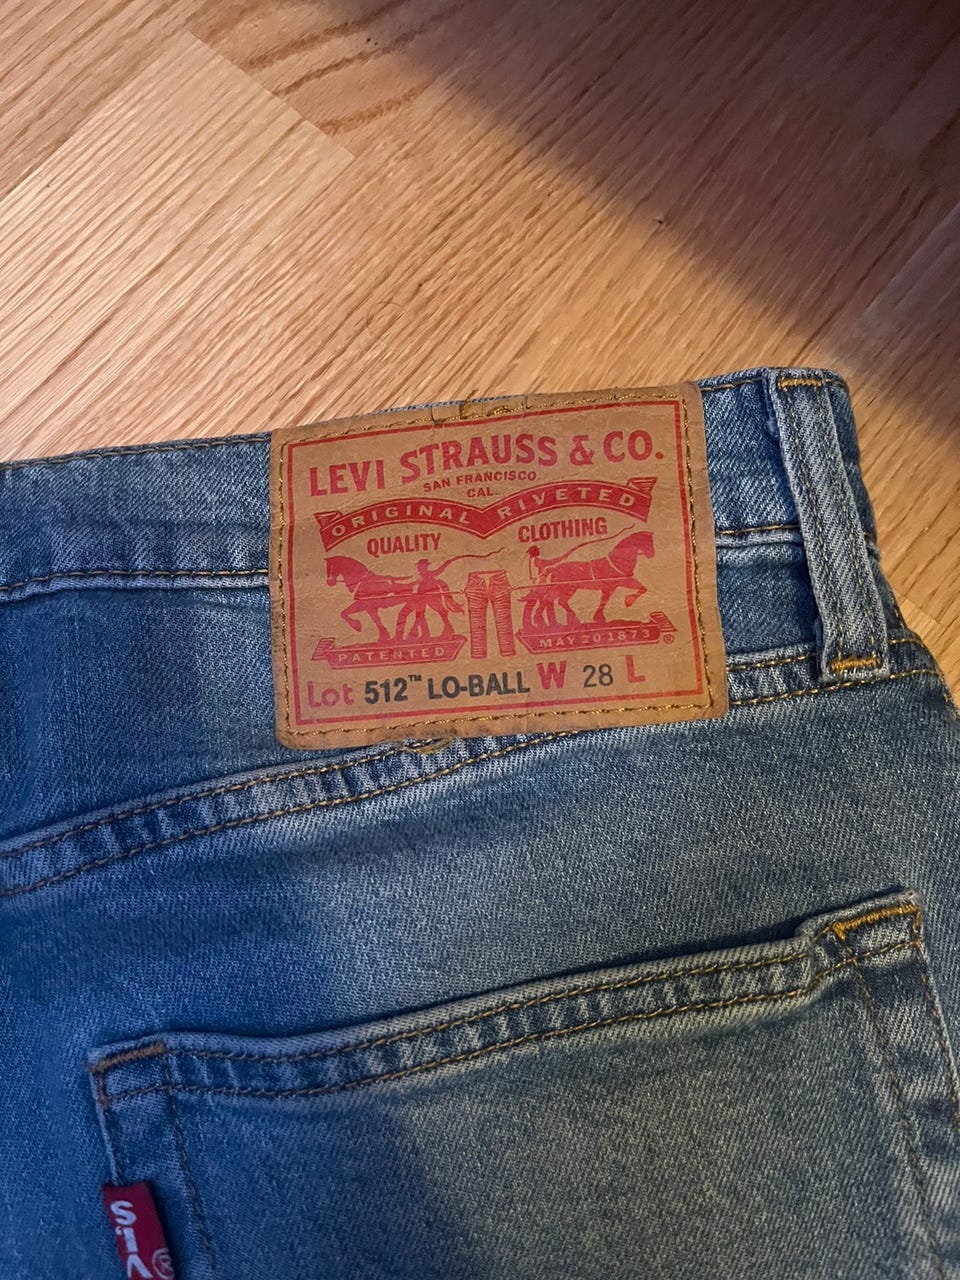 LEVI STRAUSS & CO.
SAN FRANCISCO
CAL.
ORIGINAL RIVETED
QUALITY CLOTHING
PATENTED MAY 20 1873 ®
Lot 512™ LO-BALL W 28 L
®